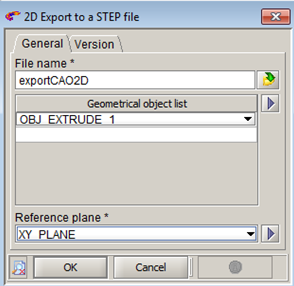 2D Export to a STEP file
General Version
File name *
exportCAO2D
Geometrical object list
OBJ_EXTRUDE_1
Reference plane *
XY_PLANE
OK Cancel